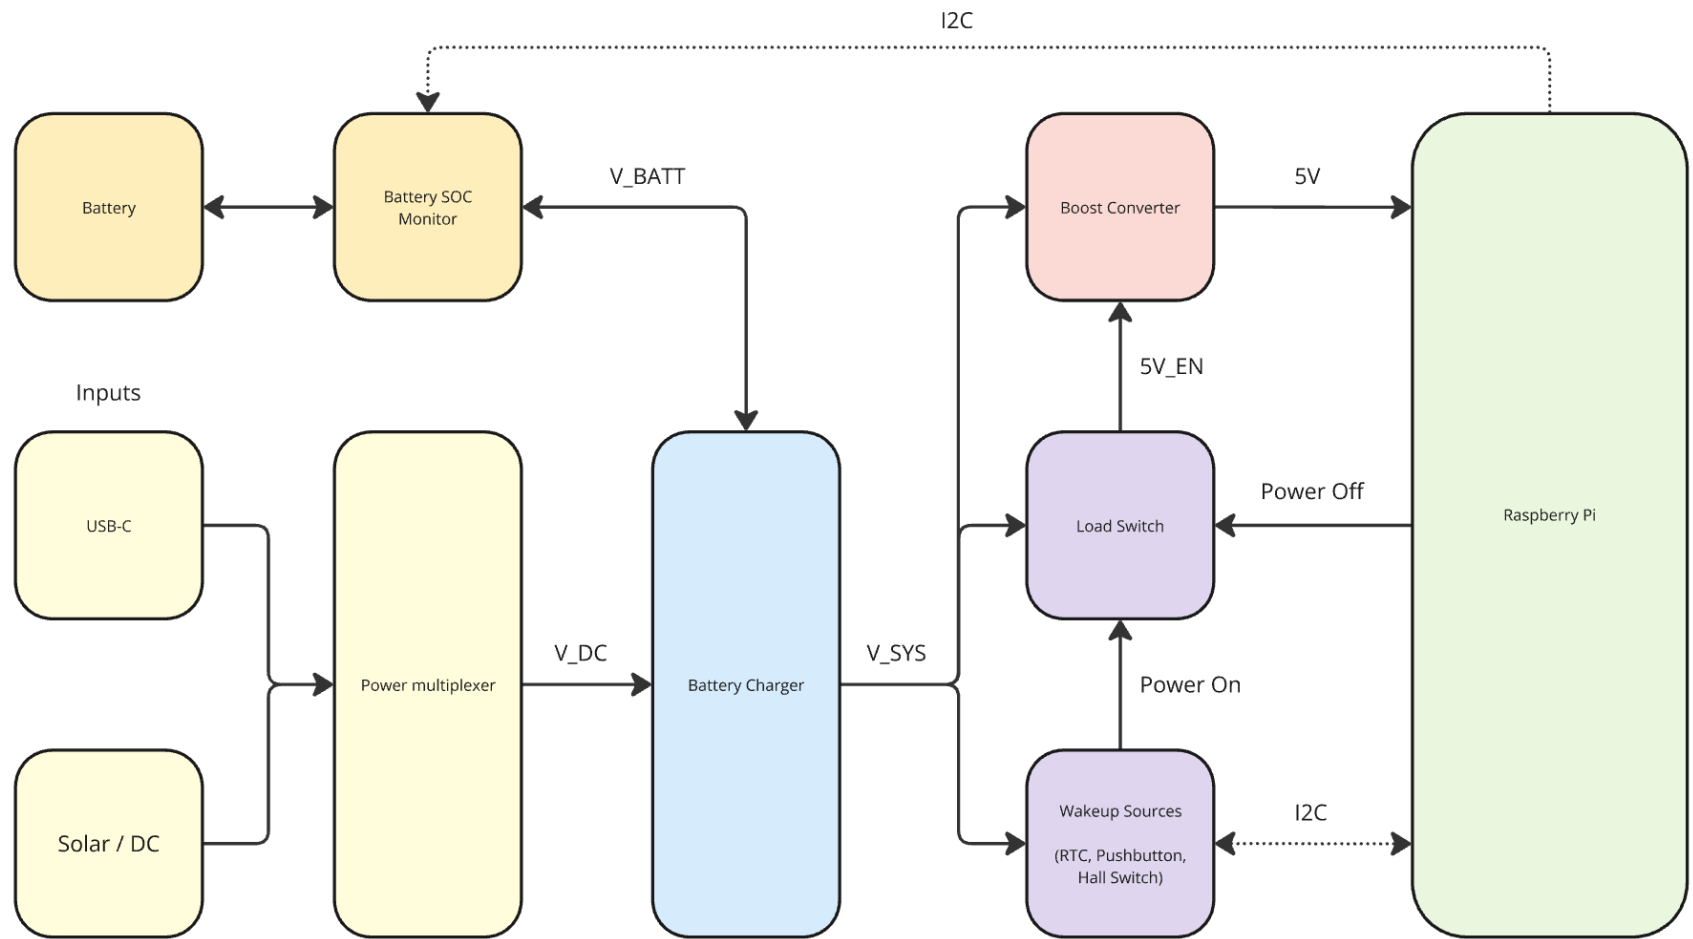 I2C
Battery
Battery SOC
Monitor
V_BATT
Boost Converter
5V
5V_EN
Inputs
USB-C
Load Switch
Power Off
Raspberry Pi
V_DC
V_SYS
Power multiplexer
Battery Charger
Power On
Solar / DC
Wakeup Sources
(RTC, Pushbutton,
Hall Switch)
I2C